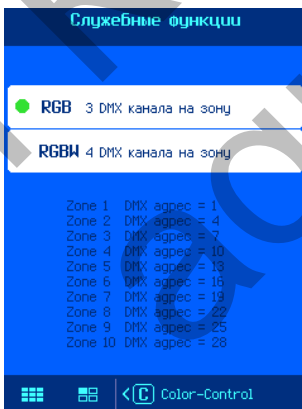 Служебные функции
RGB 3 DMX канала на зону
RGBW 4 DMX канала на зону
Zone 1 DMX адрес = 1
Zone 2 DMX адрес = 4
Zone 3 DMX адрес = 7
Zone 4 DMX адрес = 10
Zone 5 DMX адрес = 13
Zone 6 DMX адрес = 16
Zone 7 DMX адрес = 19
Zone 8 DMX адрес = 22
Zone 9 DMX адрес = 25
Zone 10 DMX адрес = 28
<[C] Color-Control